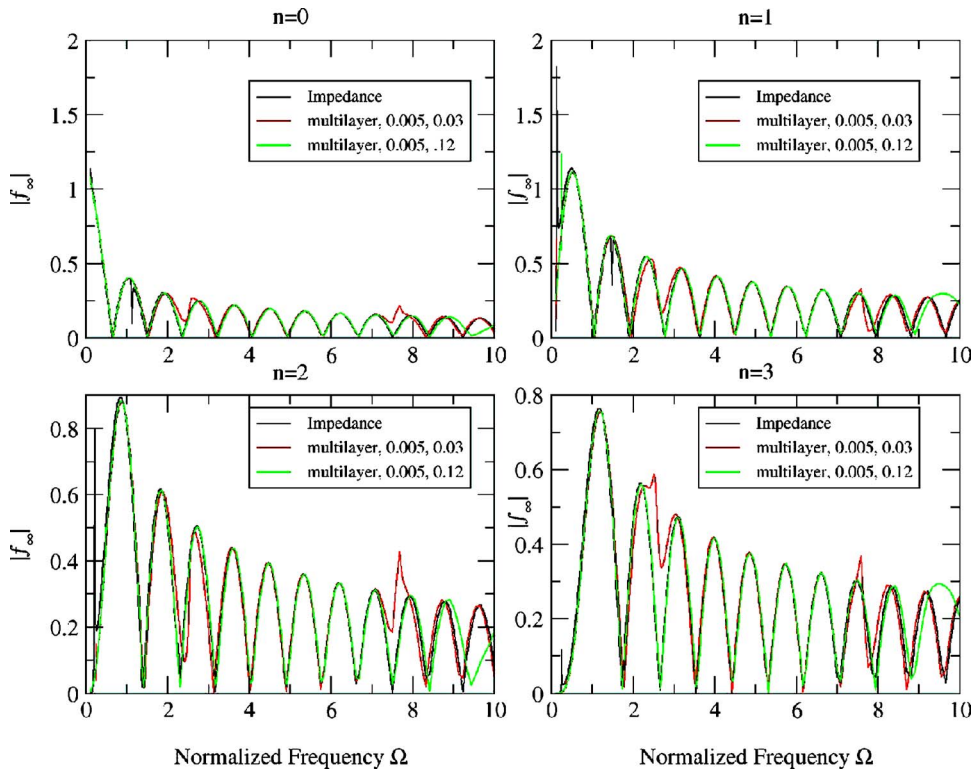 n=0
n=1
2
1.5
1
0.5
0
|f∞|
Impedance
multilayer, 0.005, 0.03
multilayer, 0.005, .12
0 2 4 6 8 10
2
1.5
1
0.5
0
|f∞|
Impedance
multilayer, 0.005, 0.03
multilayer, 0.005, 0.12
0 2 4 6 8 10
n=2
n=3
0.8
0.6
0.4
0.2
0
|f∞|
Impedance
multilayer, 0.005, 0.03
multilayer, 0.005, 0.12
0 2 4 6 8 10
Normalized Frequency Ω
0.8
0.6
0.4
0.2
0
|f∞|
Impedance
multilayer, 0.005, 0.03
multilayer, 0.005, 0.12
0 2 4 6 8 10
Normalized Frequency Ω